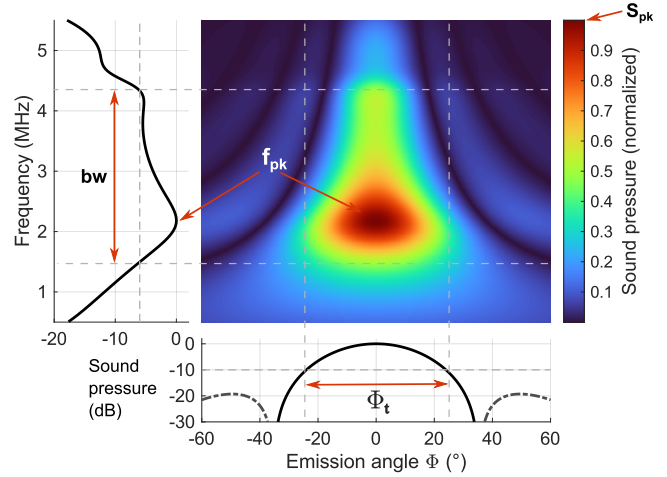 S_pk
5
4
3
2
1
Frequency (MHz)
bw
f_pk
-20
-10
0
Sound
pressure
(dB)
0.9
0.8
0.7
0.6
0.5
0.4
0.3
0.2
0.1
Sound pressure (normalized)
0
-10
-20
-30
Φ_t
-60
-40
-20
0
20
40
60
Emission angle Φ (°)